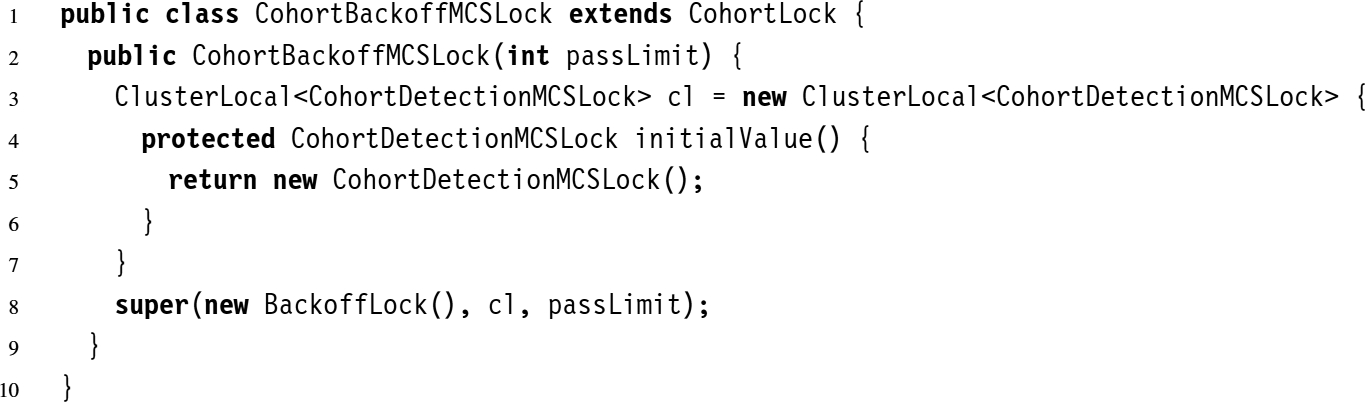 1 public class CohortBackoffMCSLock extends CohortLock {
2 public CohortBackoffMCSLock(int passLimit) {
3 ClusterLocal<CohortDetectionMCSLock> cl = new ClusterLocal<CohortDetectionMCSLock> {
4 protected CohortDetectionMCSLock initialValue() {
5 return new CohortDetectionMCSLock();
6 }
7 }
8 super(new BackoffLock(), cl, passLimit);
9 }
10 }